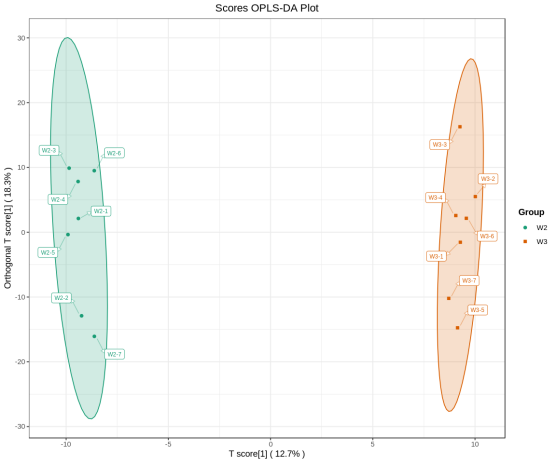 Scores OPLS-DA Plot
30
20
10
0
-10
-20
-30
Orthogonal T score[1] ( 18.3% )
W2-3
W2-6
W2-4
W2-1
W2-5
W2-2
W2-7
W3-3
W3-2
W3-4
W3-6
W3-1
W3-7
W3-5
Group
W2
W3
-10
-5
0
5
10
T score[1] ( 12.7% )